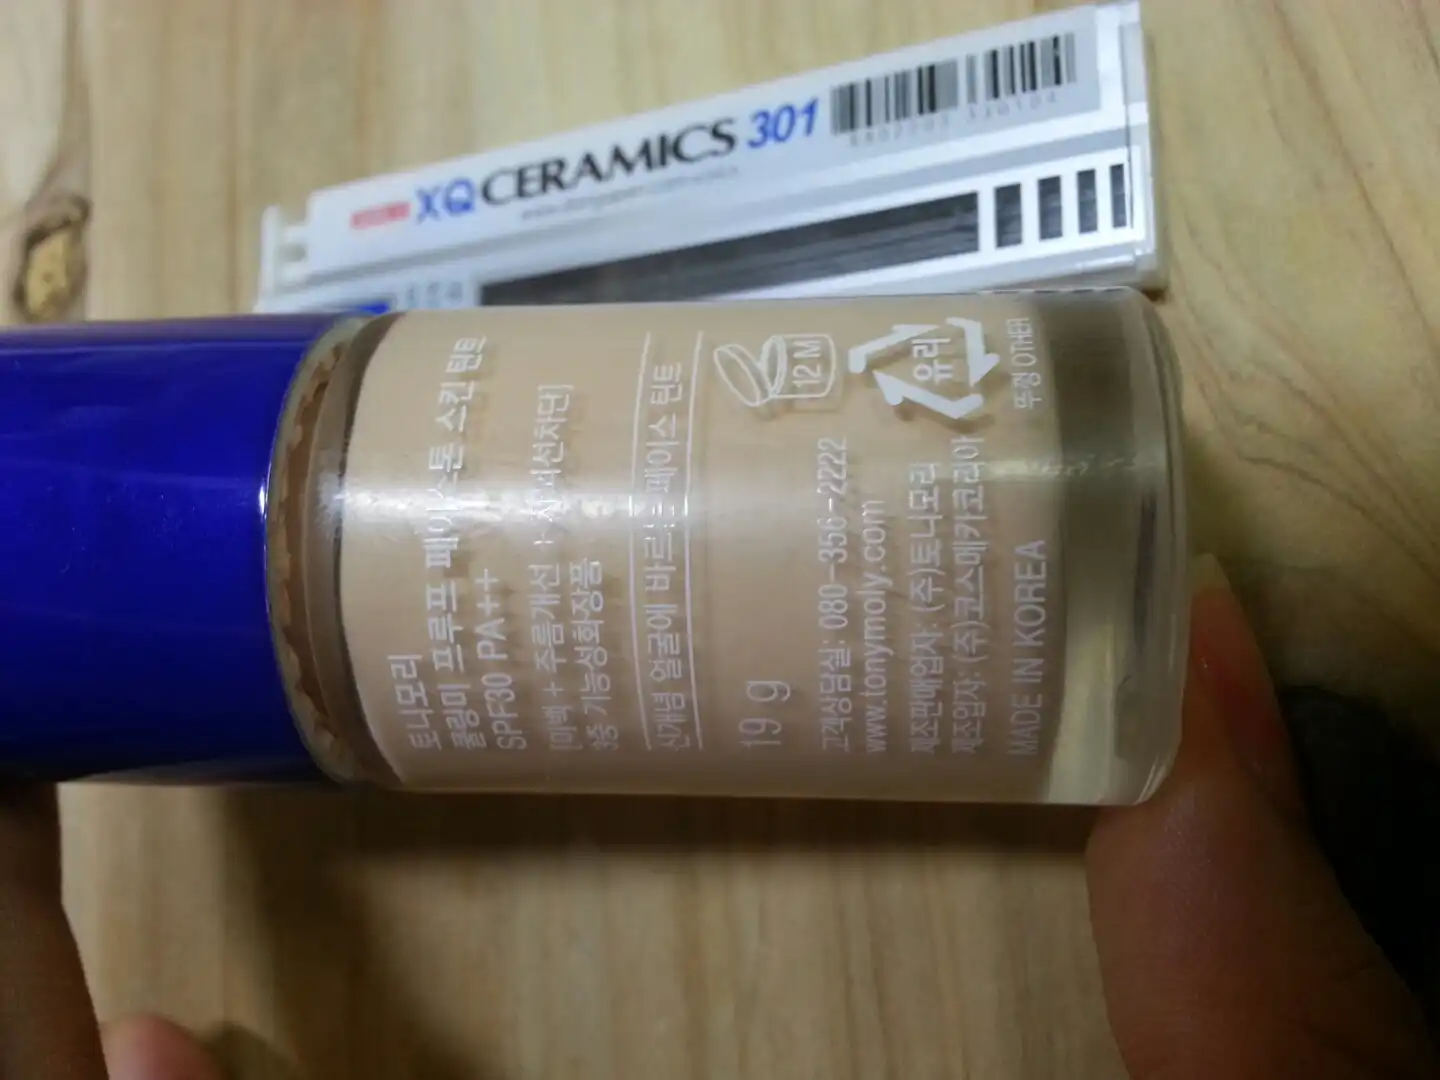 XQ CERAMICS 301
토니모리
풀링미 프루프 페이스 톤 스킨 틴트
SPF30 PA++
[미백 + 주름개선 + 자외선차단]
3중 기능성화장품
신개념 얼굴에 바르는 페이스 틴트
19 g
12 M
유리
뚜껑 OTHER
고객상담실: 080-356-2222
www.tonymoly.com
제조판매업자: (주)토니모리
제조업자: (주)코스메카코리아
MADE IN KOREA